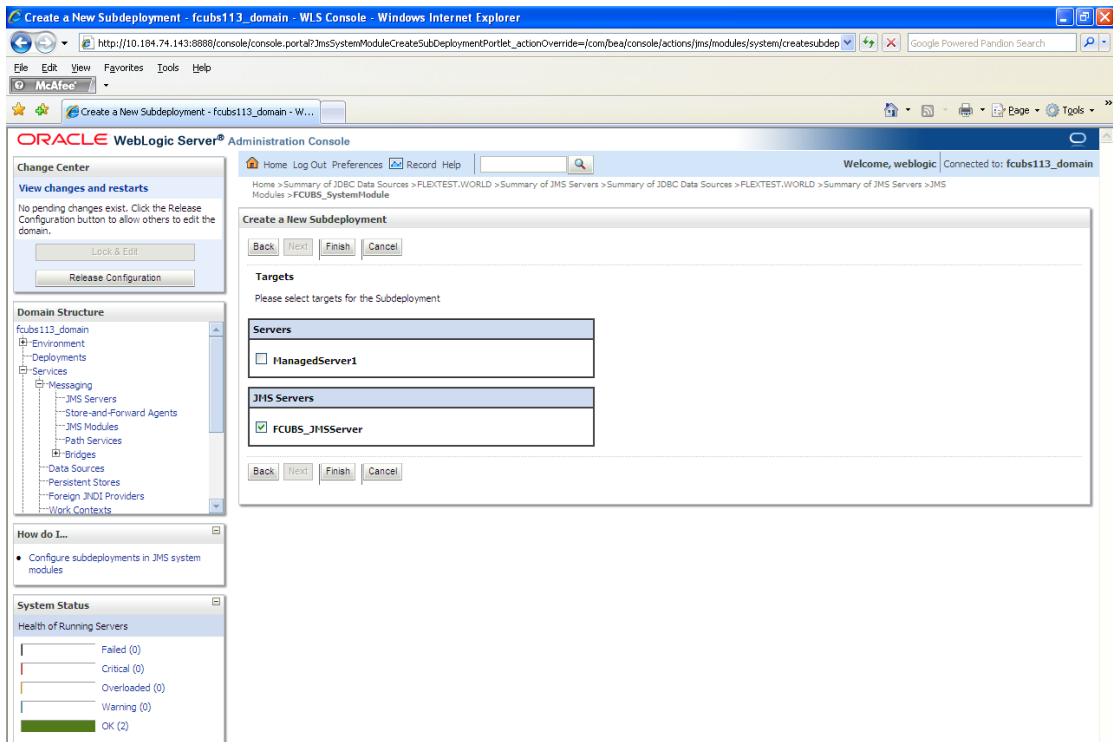 Create a New Subdeployment - fcubs113_domain - WLS Console - Windows Internet Explorer
http://10.184.74.143:8888/console/console.portal?JmsSystemModuleCreateSubDeploymentPortlet_actionOverride=/com/bea/console/actions/jms/modules/system/createsubdep
Google Powered Pandion Search
File Edit View Favorites Tools Help
McAfee
Create a New Subdeployment - fcubs113_domain - W...
Page Tools
ORACLE WebLogic Server® Administration Console
Change Center
View changes and restarts
No pending changes exist. Click the Release
Configuration button to allow others to edit the
domain.
Lock & Edit
Release Configuration
Domain Structure
fcubs113_domain
Environment
Deployments
Services
Messaging
JMS Servers
Store-and-Forward Agents
JMS Modules
Path Services
Bridges
Data Sources
Persistent Stores
Foreign JNDI Providers
Work Contexts
How do I...
Configure subdeployments in JMS system
modules
System Status
Health of Running Servers
Failed (0)
Critical (0)
Overloaded (0)
Warning (0)
OK (2)
Home Log Out Preferences Record Help
Welcome, weblogic Connected to: fcubs113_domain
Home >Summary of JDBC Data Sources >FLEXTEST.WORLD >Summary of JMS Servers >Summary of JDBC Data Sources >FLEXTEST.WORLD >Summary of JMS Servers >JMS
Modules >FCUBS_SystemModule
Create a New Subdeployment
Back Next Finish Cancel
Targets
Please select targets for the Subdeployment
Servers
ManagedServer1
JMS Servers
FCUBS_JMSServer
Back Next Finish Cancel